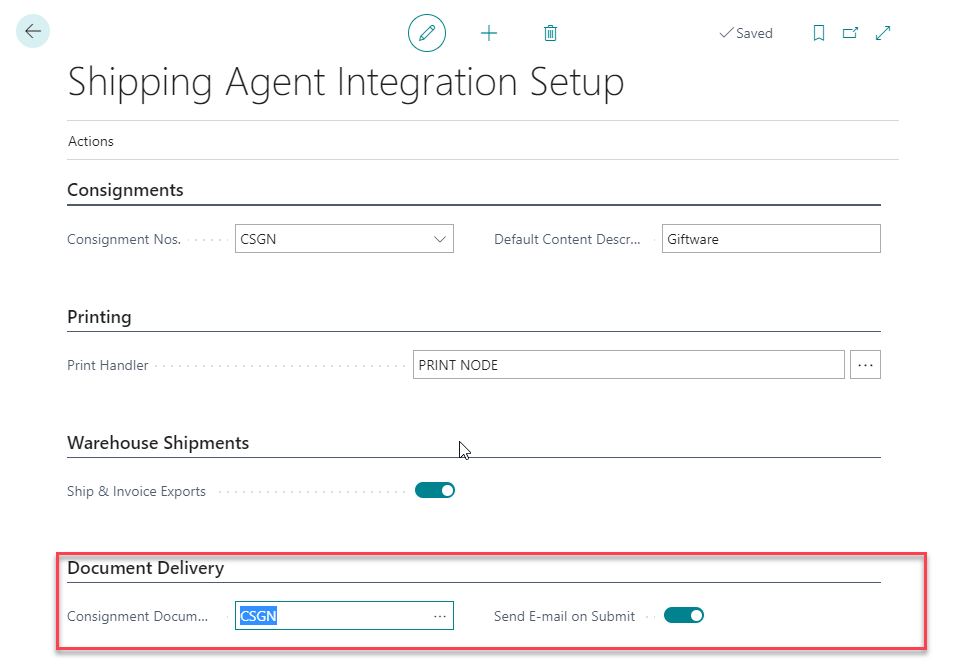 Saved
Shipping Agent Integration Setup
Actions
Consignments
Consignment Nos. CSGN Default Content Descr... Giftware
Printing
Print Handler PRINT NODE ...
Warehouse Shipments
Ship & Invoice Exports
Document Delivery
Consignment Docum... CSGN ... Send E-mail on Submit